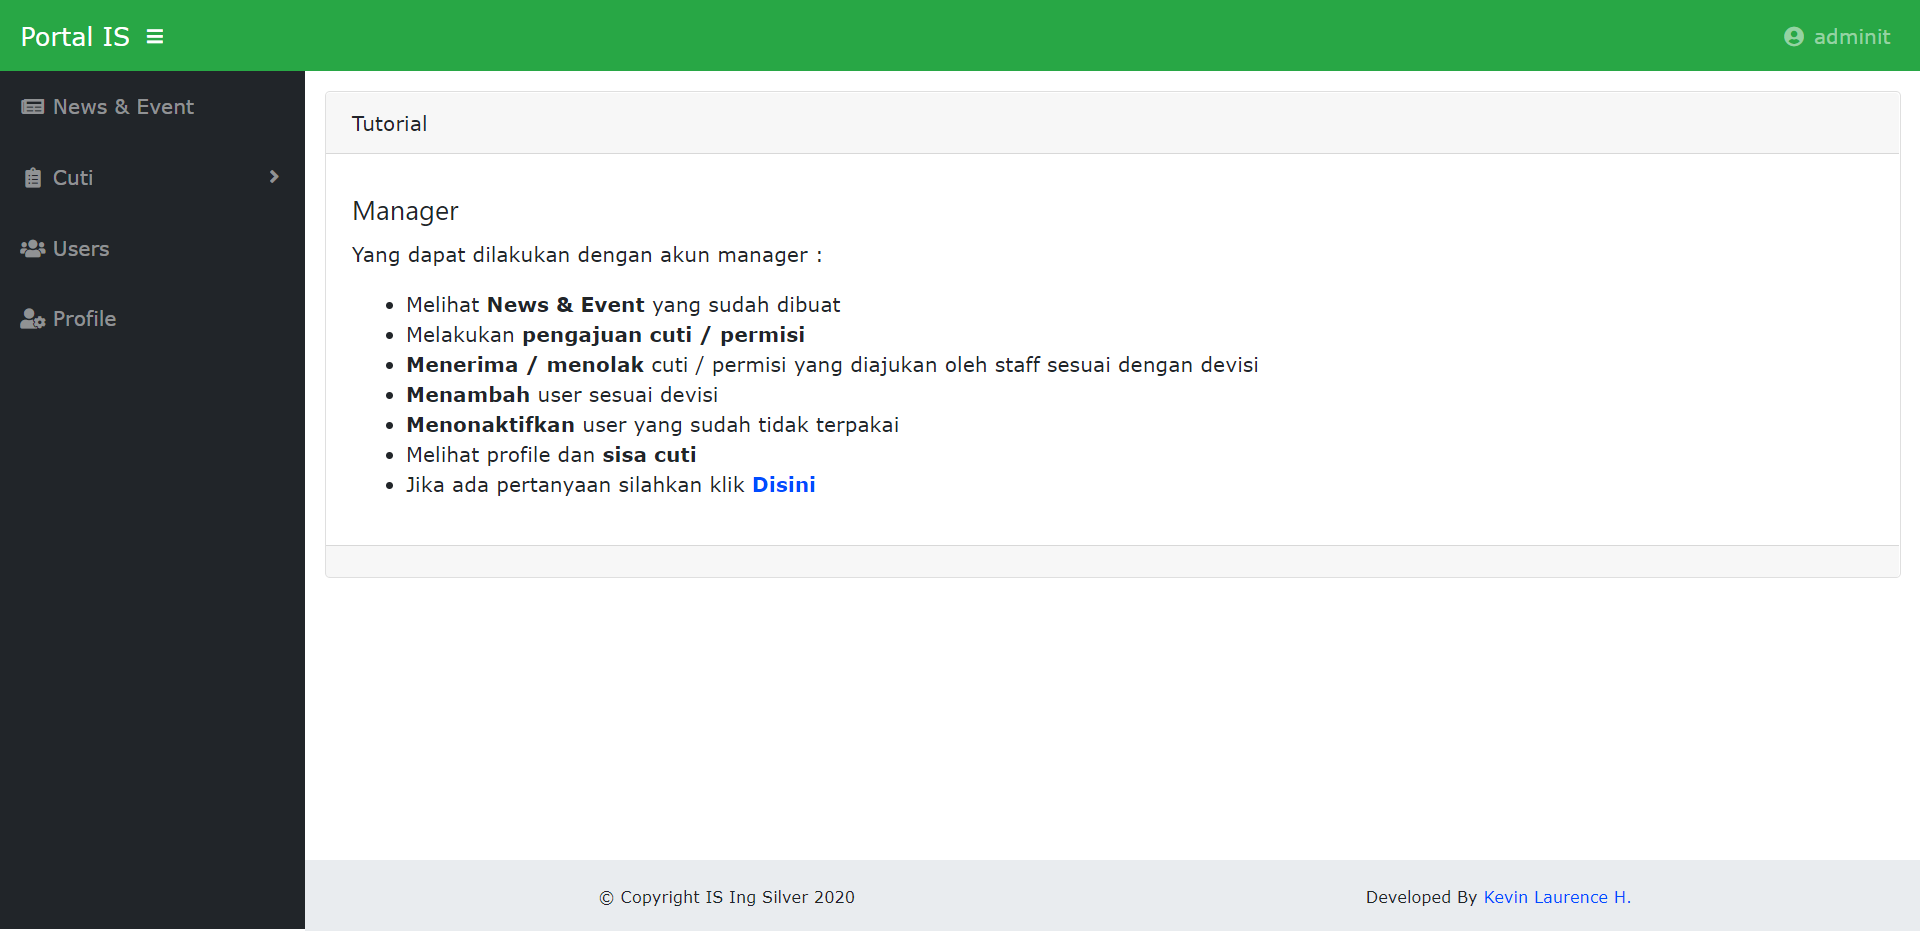 Portal IS
adminit
News & Event
Cuti
Users
Profile
Tutorial
Manager
Yang dapat dilakukan dengan akun manager :
Melihat News & Event yang sudah dibuat
Melakukan pengajuan cuti / permisi
Menerima / menolak cuti / permisi yang diajukan oleh staff sesuai dengan devisi
Menambah user sesuai devisi
Menonaktifkan user yang sudah tidak terpakai
Melihat profile dan sisa cuti
Jika ada pertanyaan silahkan klik Disini
© Copyright IS Ing Silver 2020
Developed By Kevin Laurence H.